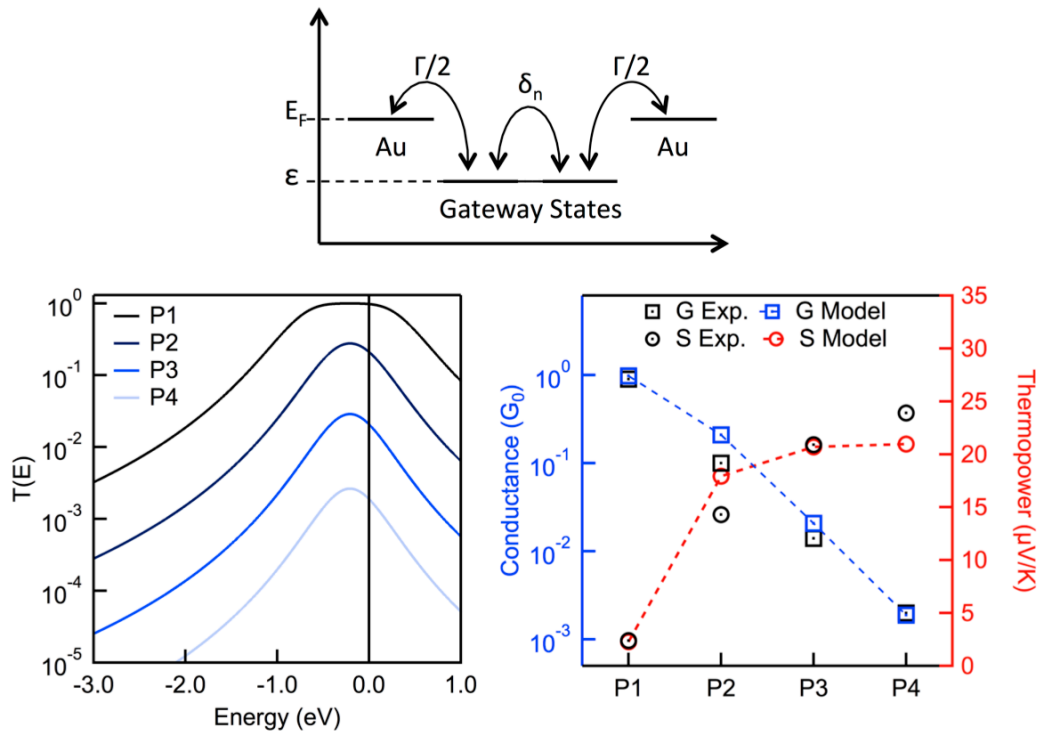 Γ/2 δn Γ/2
EF
Au Au
ε
Gateway States
10^0
10^-1
10^-2
10^-3
10^-4
10^-5
T(E)
P1
P2
P3
P4
-3.0 -2.0 -1.0 0.0 1.0
Energy (eV)
G Exp. G Model
S Exp. S Model
Conductance (G0)
10^0
10^-1
10^-2
10^-3
P1 P2 P3 P4
35
30
25
20
15
10
5
0
Thermopower (μV/K)